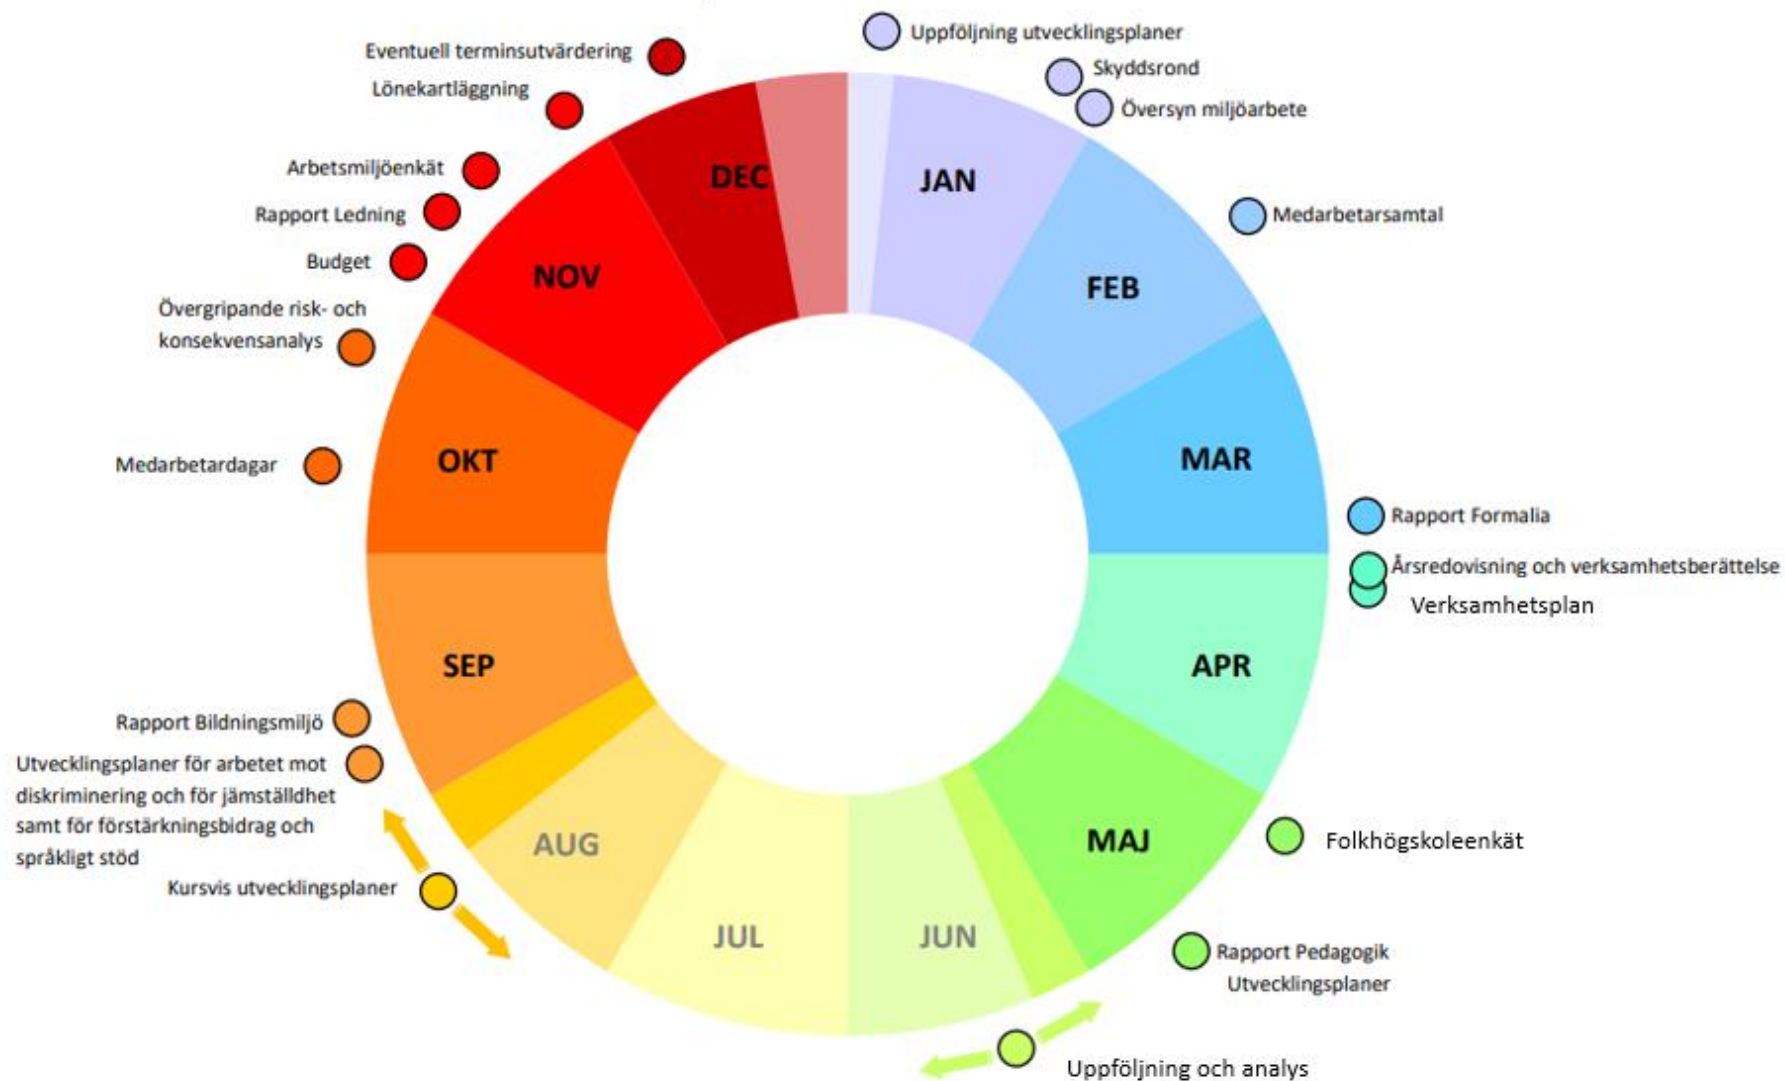 Uppföljning utvecklingsplaner
Skyddsrond
Översyn miljöarbete
Medarbetarsamtal
Rapport Formalia
Årsredovisning och verksamhetsberättelse
Verksamhetsplan
Folkhögskoleenkät
Rapport Pedagogik
Utvecklingsplaner
Uppföljning och analys
Kursvis utvecklingsplaner
Utvecklingsplaner för arbetet mot
diskriminering och för jämställdhet
samt för förstärkningsbidrag och
språkligt stöd
Rapport Bildningsmiljö
Medarbetardagar
Övergripande risk- och
konsekvensanalys
Budget
Rapport Ledning
Arbetsmiljöenkät
Lönekartläggning
Eventuell terminsutvärdering
JAN
FEB
MAR
APR
MAJ
JUN
JUL
AUG
SEP
OKT
NOV
DEC